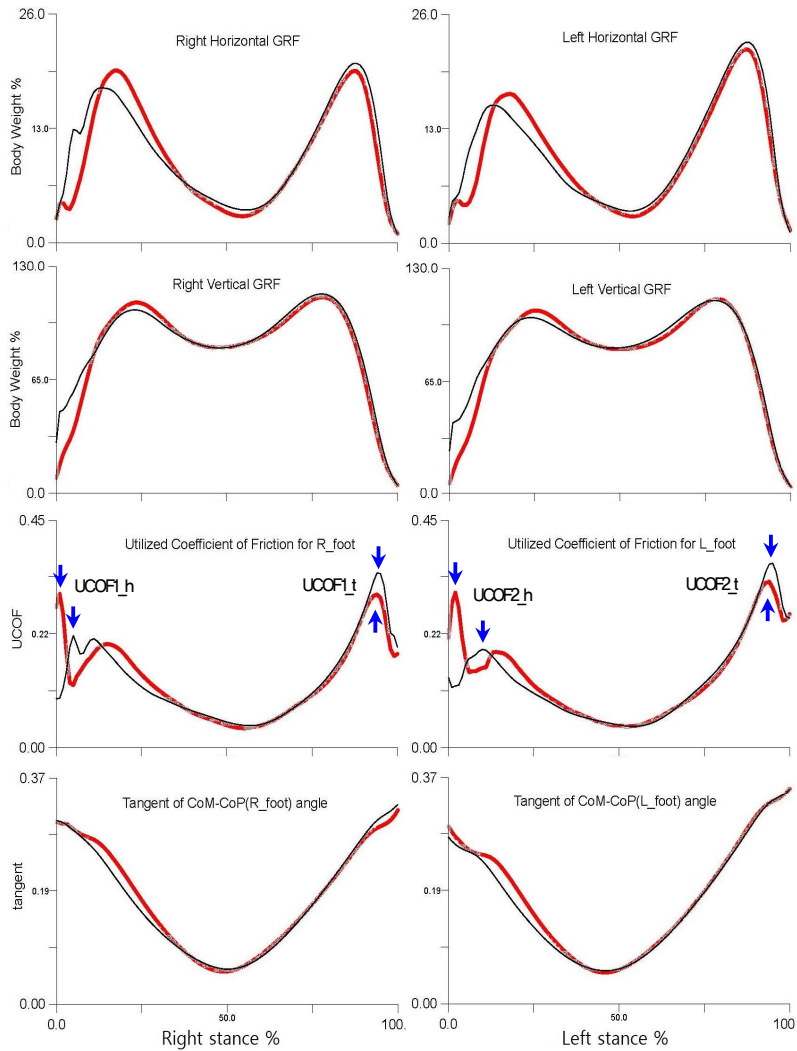 26.0
Right Horizontal GRF
13.0
Body Weight %
0.0
26.0
Left Horizontal GRF
13.0
0.0
130.0
Right Vertical GRF
65.0
Body Weight %
0.0
130.0
Left Vertical GRF
65.0
0.0
0.45
Utilized Coefficient of Friction for R_foot
UCOF1_h
UCOF1_t
0.22
UCOF
0.00
0.45
Utilized Coefficient of Friction for L_foot
UCOF2_h
UCOF2_t
0.22
0.00
0.37
Tangent of CoM-CoP(R_foot) angle
0.19
tangent
0.00
0.0
50.0
100.
Right stance %
0.37
Tangent of CoM-CoP(L_foot) angle
0.19
0.00
0.0
50.0
100.
Left stance %